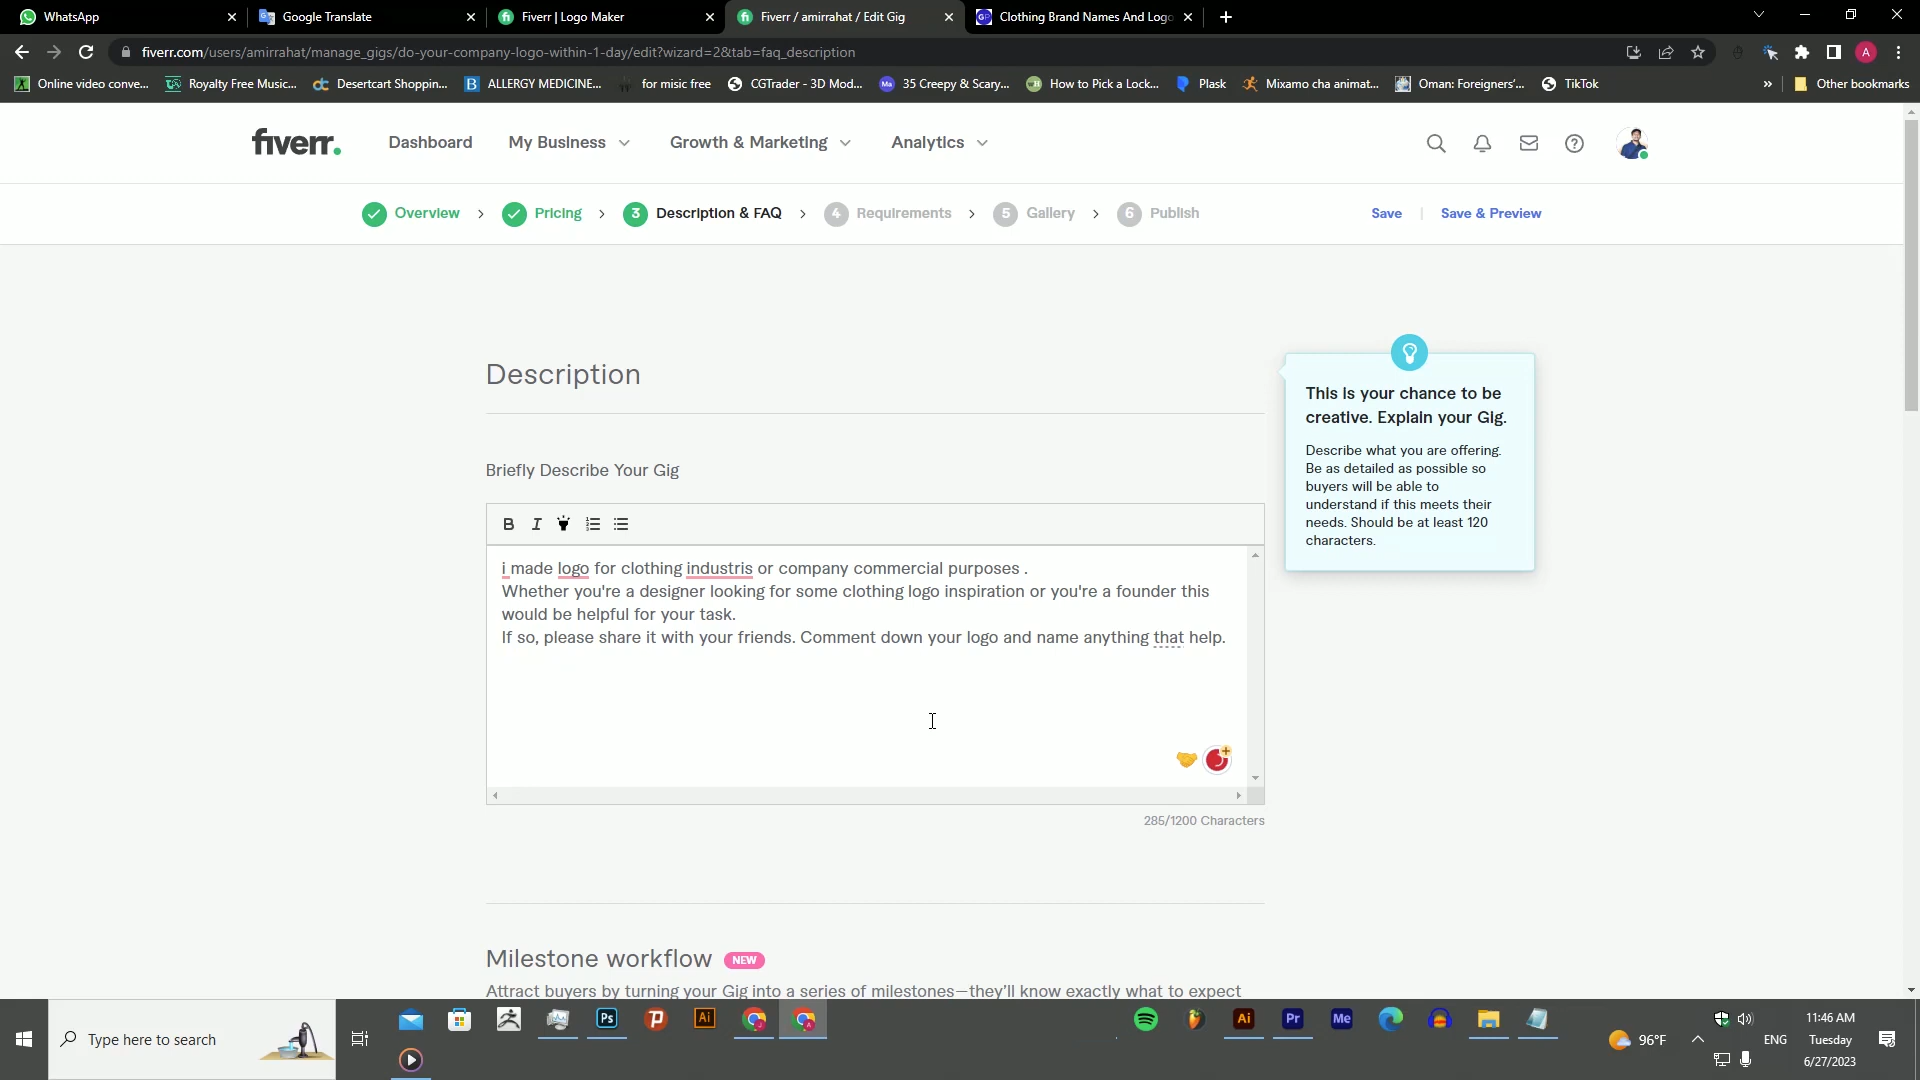 WhatsApp
Google Translate
Fiverr | Logo Maker
Fiverr / amirrahat / Edit Gig
Clothing Brand Names And Logo
fiverr.com/users/amirrahat/manage_gigs/do-your-company-logo-within-1-day/edit?wizard=2&tab=faq_description
A
Online video conve...
Royalty Free Music...
Desertcart Shoppin...
ALLERGY MEDICINE...
for misic free
CGTrader - 3D Mod...
35 Creepy & Scary...
How to Pick a Lock...
Plask
Mixamo cha animat...
Oman: Foreigners'...
TikTok
»
Other bookmarks
fiverr.
Dashboard
My Business
Growth & Marketing
Analytics
Overview
Pricing
3 Description & FAQ
4 Requirements
5 Gallery
6 Publish
Save
Save & Preview
Description
This is your chance to be
creative. Explain your Gig.
Describe what you are offering.
Be as detailed as possible so
buyers will be able to
understand if this meets their
needs. Should be at least 120
characters.
Briefly Describe Your Gig
B I
i made logo for clothing industris or company commercial purposes .
Whether you're a designer looking for some clothing logo inspiration or you're a founder this
would be helpful for your task.
If so, please share it with your friends. Comment down your logo and name anything that help.
285/1200 Characters
Milestone workflow NEW
Attract buyers by turning your Gig into a series of milestones—they'll know exactly what to expect
Type here to search
Ps
Ai
Ai
Pr
Me
96°F
ENG
11:46 AM
Tuesday
6/27/2023